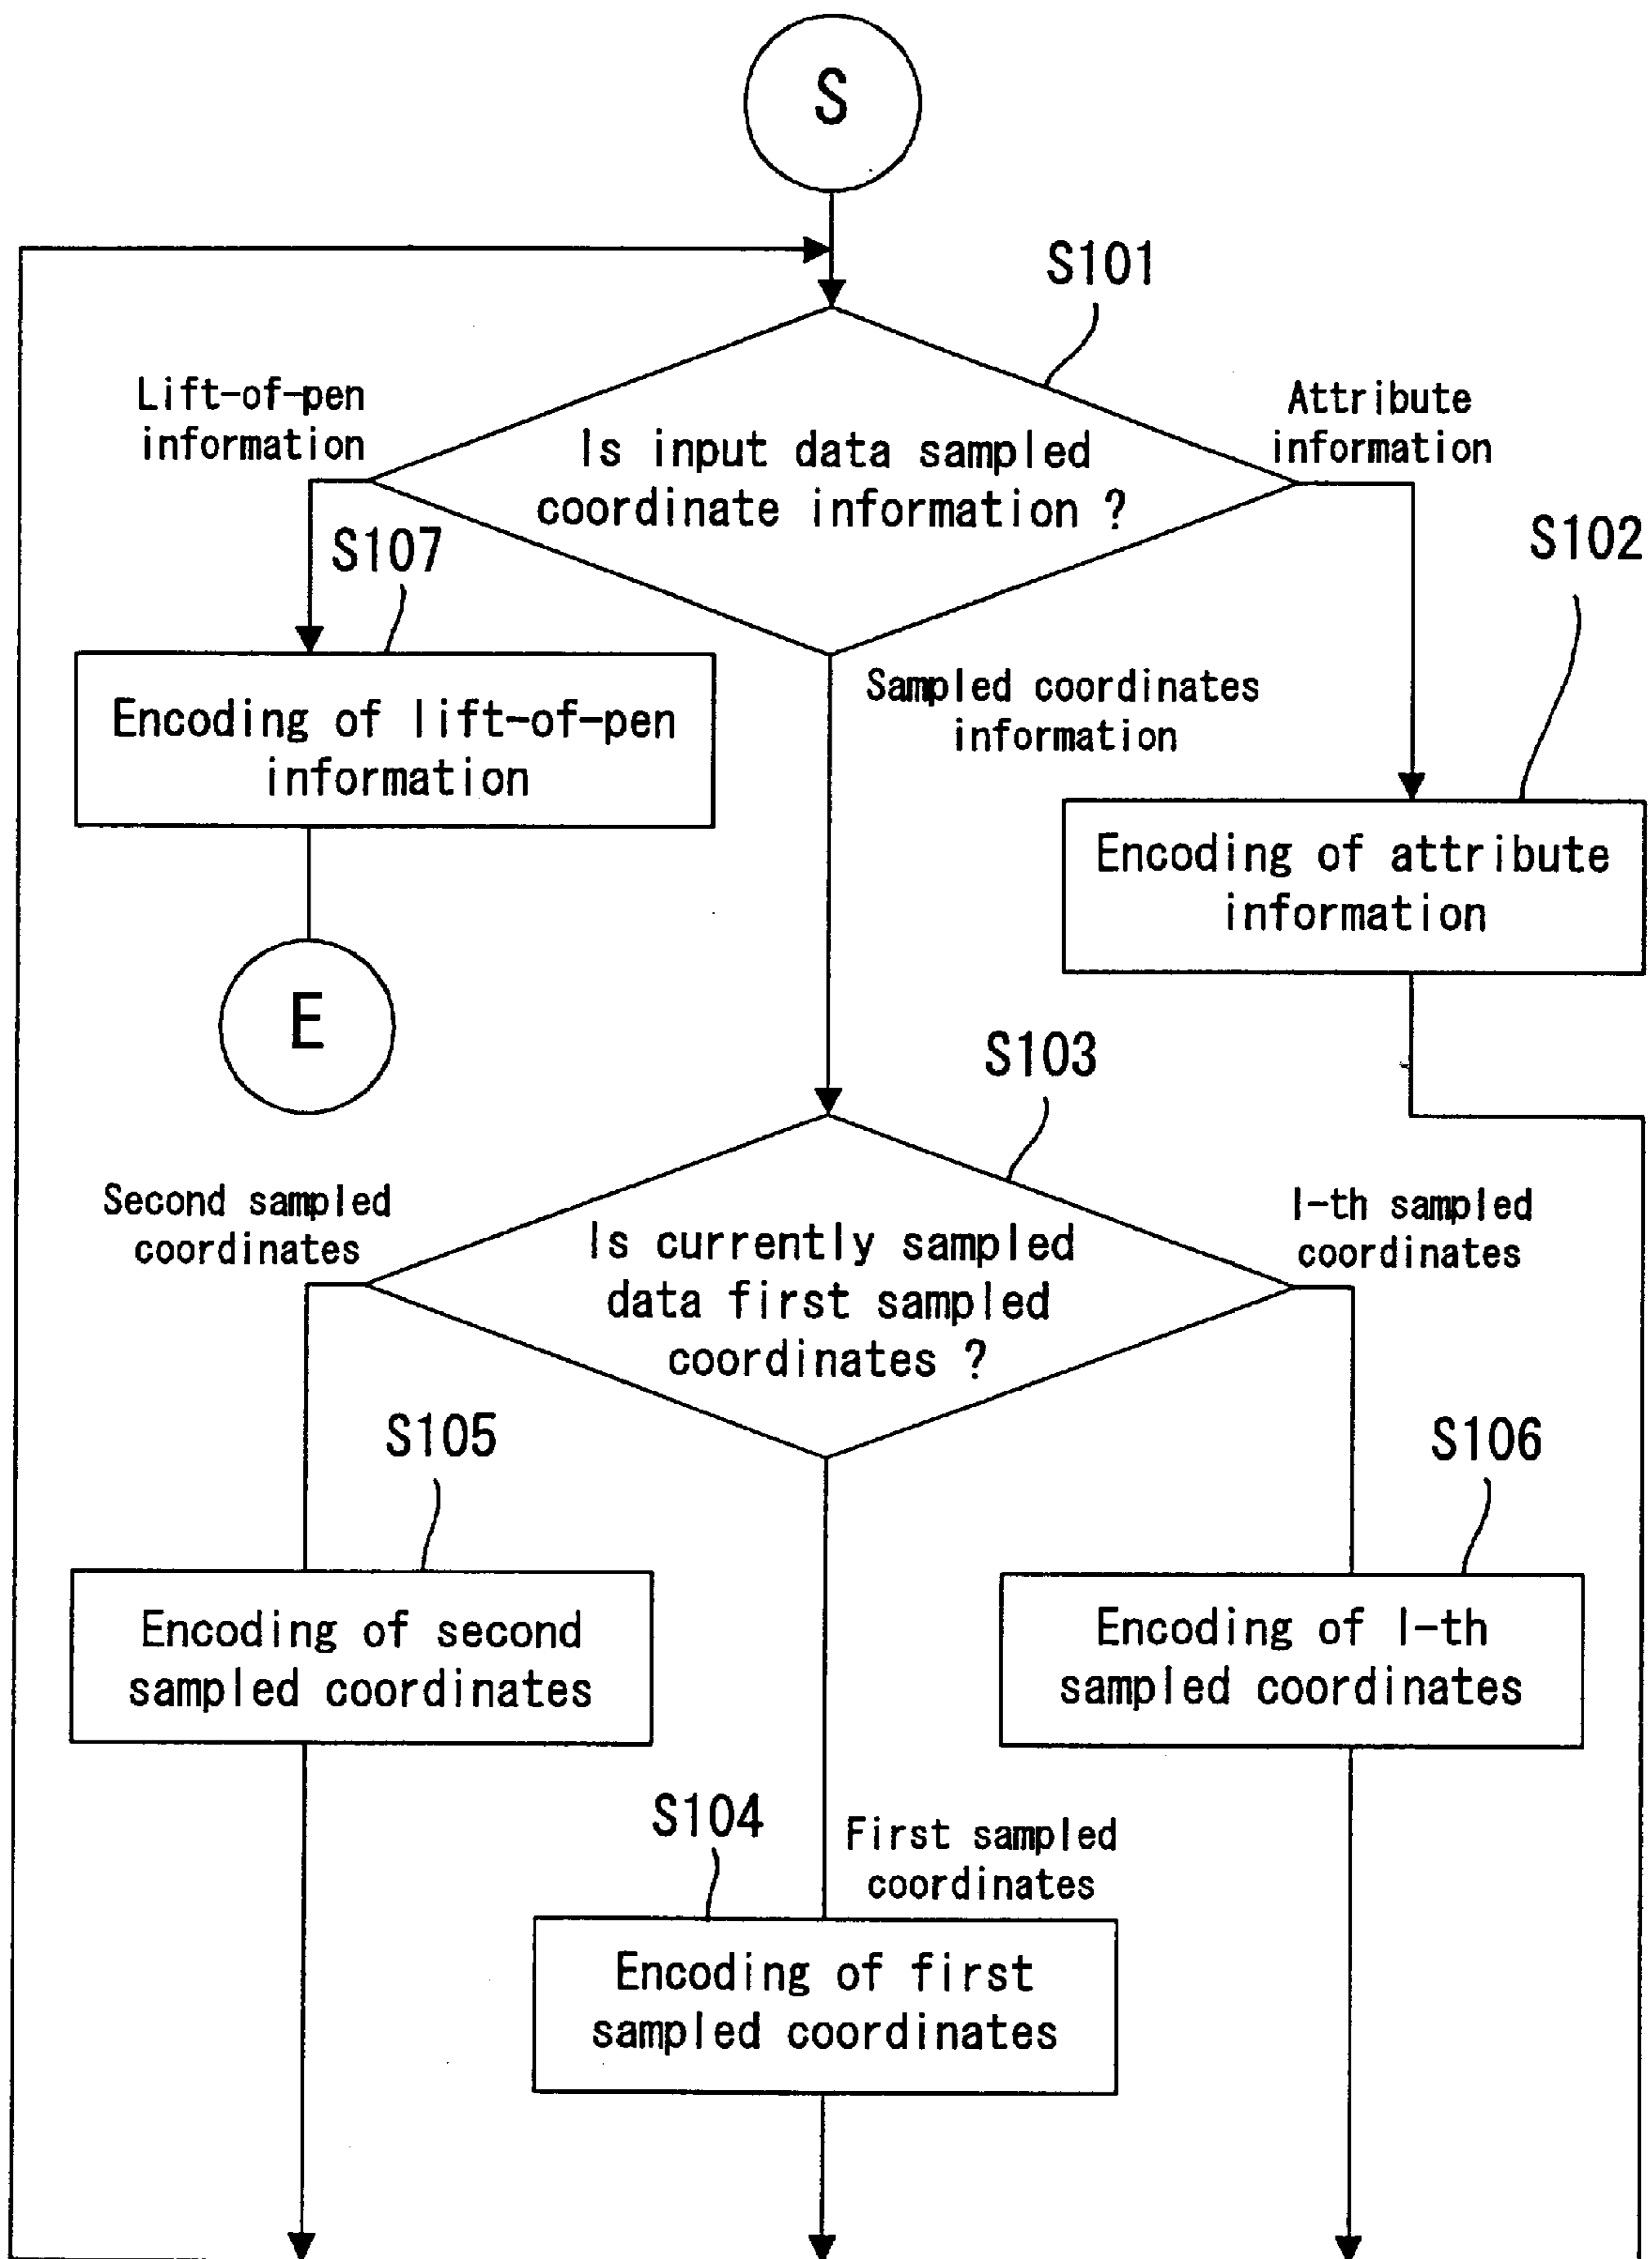 S
S101
Lift-of-pen
information
Attribute
information
Is input data sampled
coordinate information ?
S107
S102
Encoding of lift-of-pen
information
Sampled coordinates
information
Encoding of attribute
information
E
S103
Second sampled
coordinates
I-th sampled
coordinates
Is currently sampled
data first sampled
coordinates ?
S105
S106
Encoding of second
sampled coordinates
Encoding of I-th
sampled coordinates
S104
First sampled
coordinates
Encoding of first
sampled coordinates